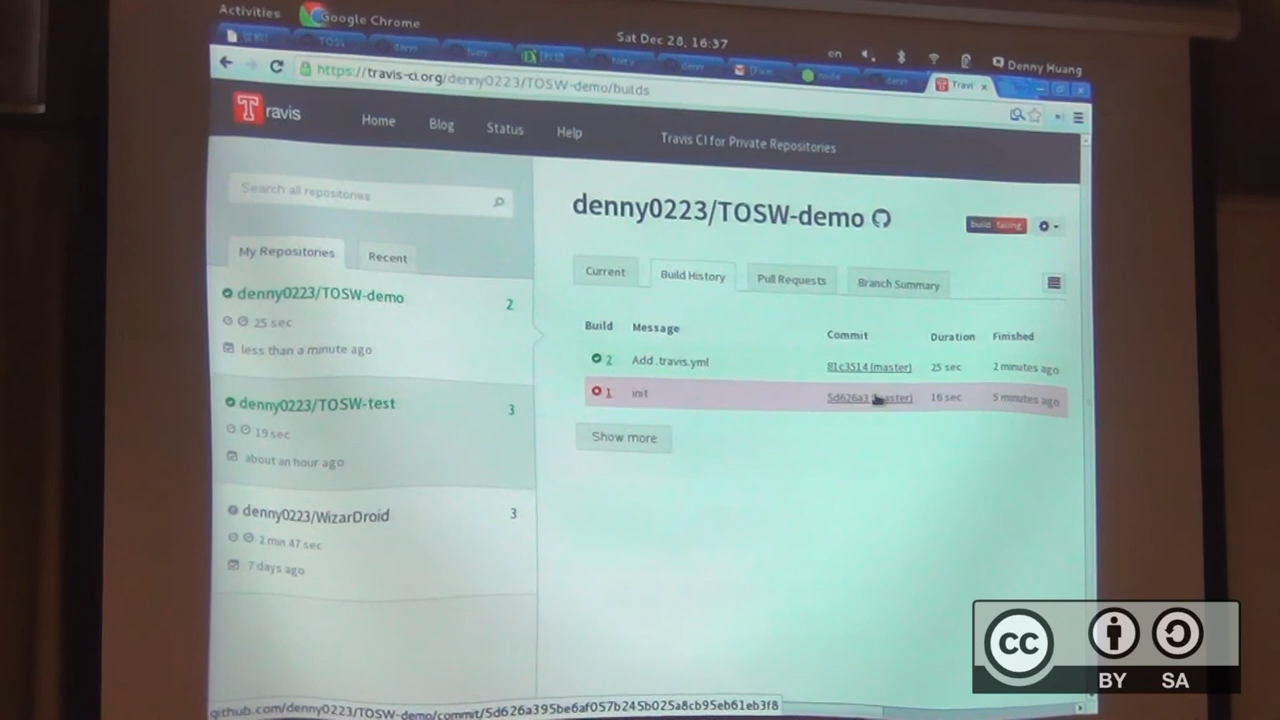 Activities Google Chrome
Sat Dec 28, 16:37
en
Denny Huang
Travi
https://travis-ci.org/denny0223/TOSW-demo/builds
Travis
Home Blog Status Help Travis CI for Private Repositories
Search all repositories
My Repositories Recent
denny0223/TOSW-demo 2
25 sec
less than a minute ago
denny0223/TOSW-test 3
19 sec
about an hour ago
denny0223/WizarDroid 3
2 min 47 sec
7 days ago
denny0223/TOSW-demo
build failing
Current Build History Pull Requests Branch Summary
Build Message Commit Duration Finished
2 Add .travis.yml 81c3514 (master) 25 sec 2 minutes ago
1 init 5d626a3 16 sec 5 minutes ago
Show more
github.com/denny0223/TOSW-demo/commit/5d626a395be6af057b245b025a8cb95eb61eb3f8
cc
BY SA